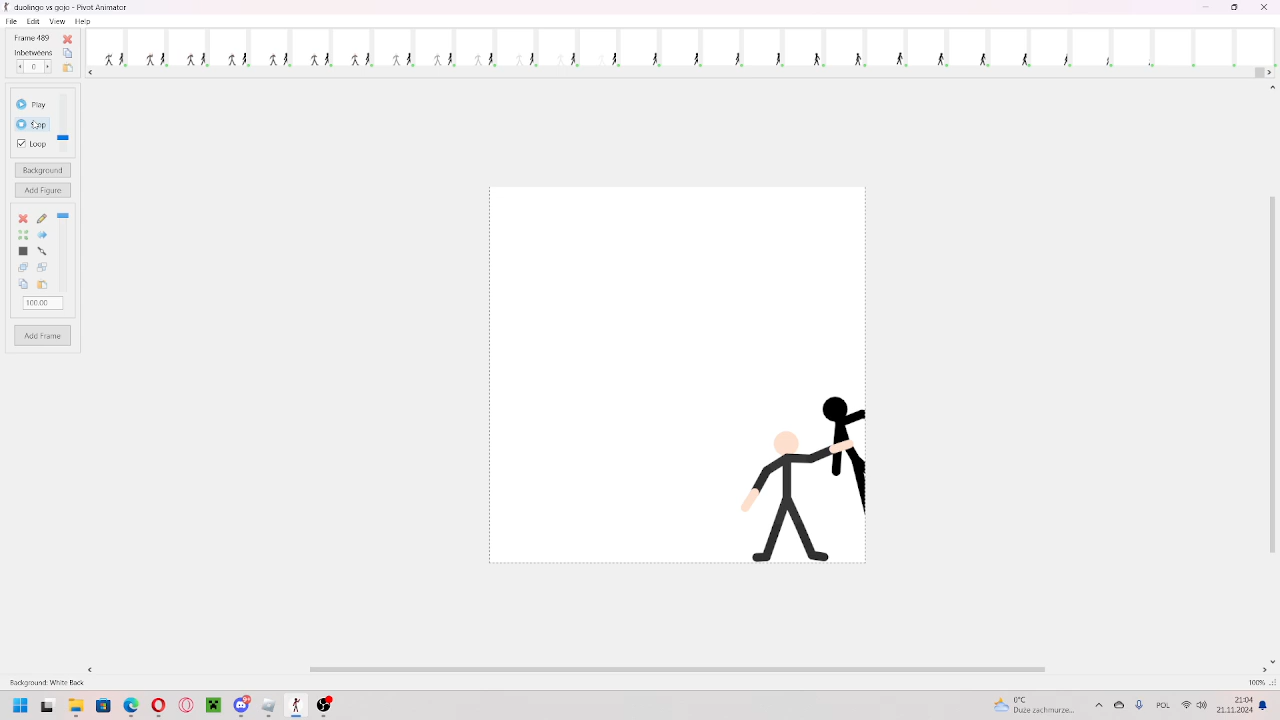 duolingo vs gojo - Pivot Animator
File Edit View Help
Frame 489
Inbetweens
0
Play
Stop
Loop
Background
Add Figure
100.00
Add Frame
Background: White Back
100%
0°C
Duże zachmurze...
POL
21:04
21.11.2024